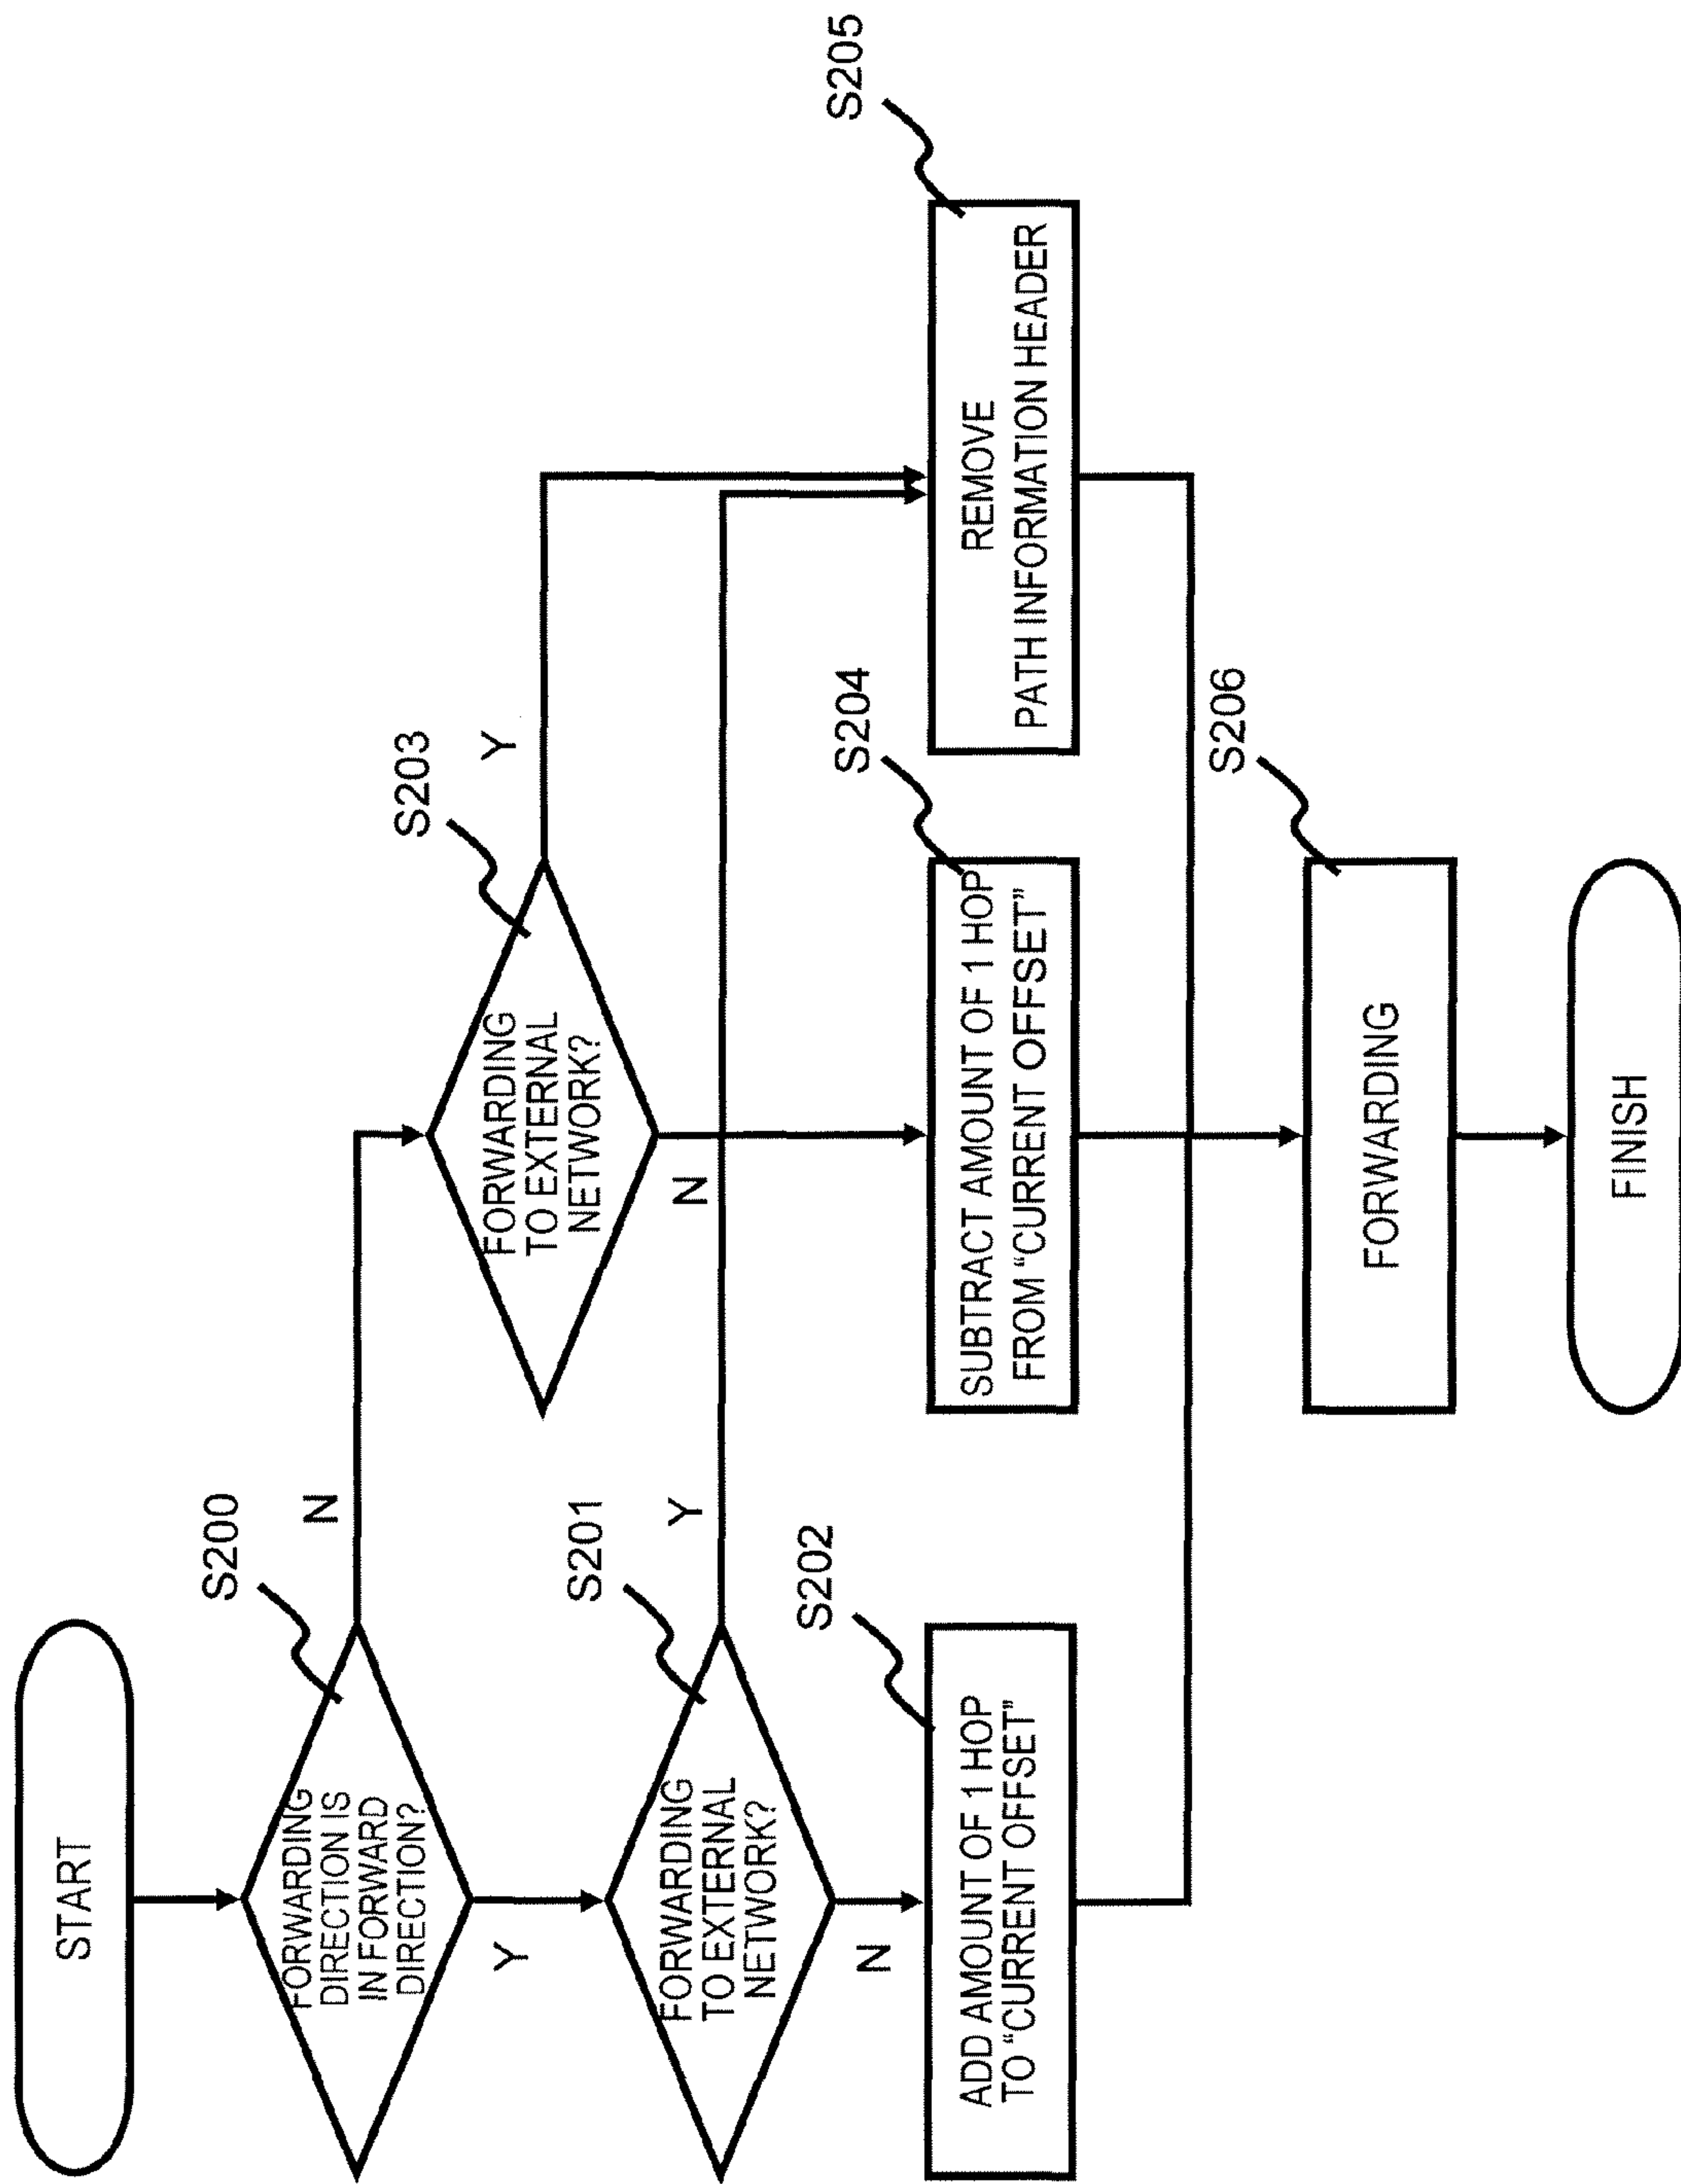 START
S200
FORWARDING
DIRECTION IS
IN FORWARD
DIRECTION?
N
Y
S201
FORWARDING
TO EXTERNAL
NETWORK?
Y
N
S203
FORWARDING
TO EXTERNAL
NETWORK?
Y
N
S202
ADD AMOUNT OF 1 HOP
TO “CURRENT OFFSET”
S204
SUBTRACT AMOUNT OF 1 HOP
FROM “CURRENT OFFSET”
S205
REMOVE
PATH INFORMATION HEADER
S206
FORWARDING
FINISH